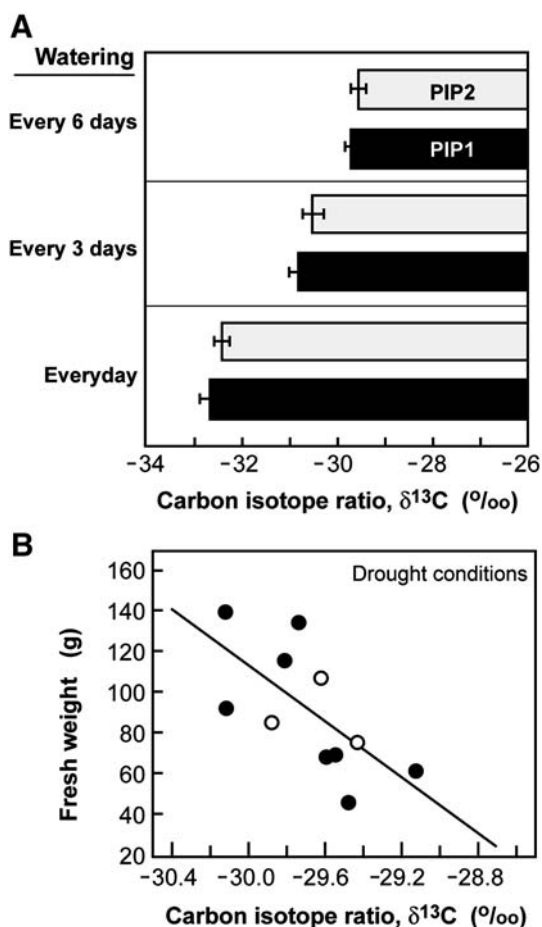 A
Watering
Every 6 days
PIP2
PIP1
Every 3 days
Everyday
−34 −32 −30 −28 −26
Carbon isotope ratio, δ13C (o/oo)
B
Drought conditions
160
140
120
100
80
60
40
20
Fresh weight (g)
−30.4 −30.0 −29.6 −29.2 −28.8
Carbon isotope ratio, δ13C (o/oo)